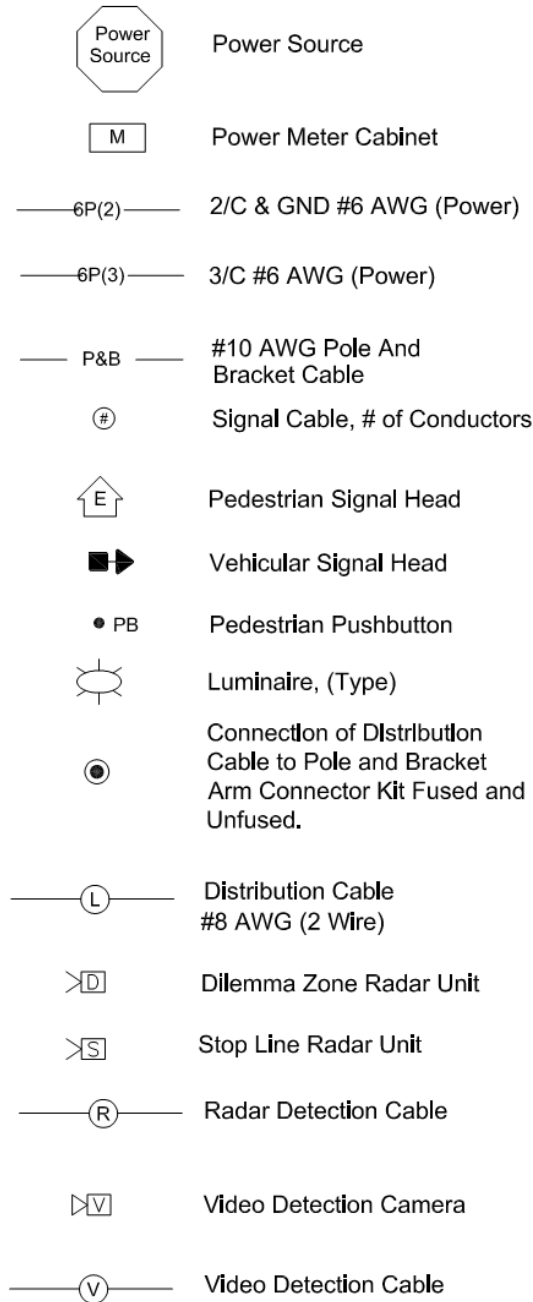 Power
Source
Power Source
M
Power Meter Cabinet
6P(2)
2/C & GND #6 AWG (Power)
6P(3)
3/C #6 AWG (Power)
P&B
#10 AWG Pole And
Bracket Cable
#
Signal Cable, # of Conductors
E
Pedestrian Signal Head
Vehicular Signal Head
PB
Pedestrian Pushbutton
Luminaire, (Type)
Connection of Distribution
Cable to Pole and Bracket
Arm Connector Kit Fused and
Unfused.
L
Distribution Cable
#8 AWG (2 Wire)
D
Dilemma Zone Radar Unit
S
Stop Line Radar Unit
R
Radar Detection Cable
V
Video Detection Camera
V
Video Detection Cable